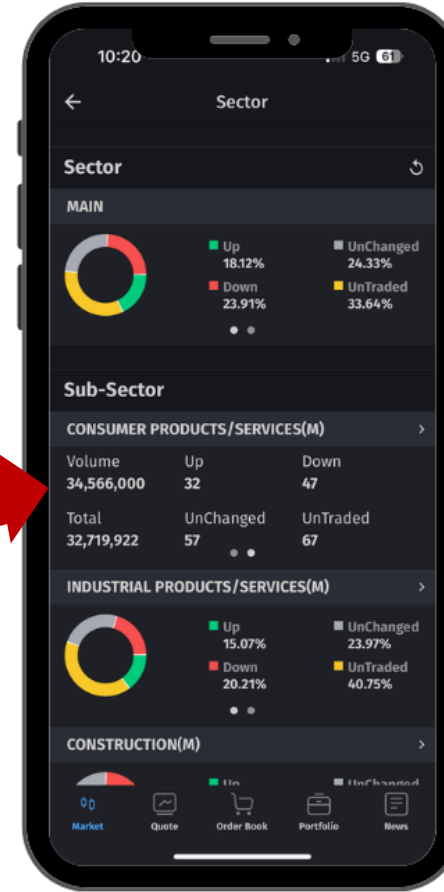 10:20 5G 61
Sector
Sector
MAIN
Up UnChanged
18.12% 24.33%
Down UnTraded
23.91% 33.64%
Sub-Sector
CONSUMER PRODUCTS/SERVICES(M)
Volume Up Down
34,566,000 32 47
Total UnChanged UnTraded
32,719,922 57 67
INDUSTRIAL PRODUCTS/SERVICES(M)
Up UnChanged
15.07% 23.97%
Down UnTraded
20.21% 40.75%
CONSTRUCTION(M)
Up UnChanged
Market Quote Order Book Portfolio News